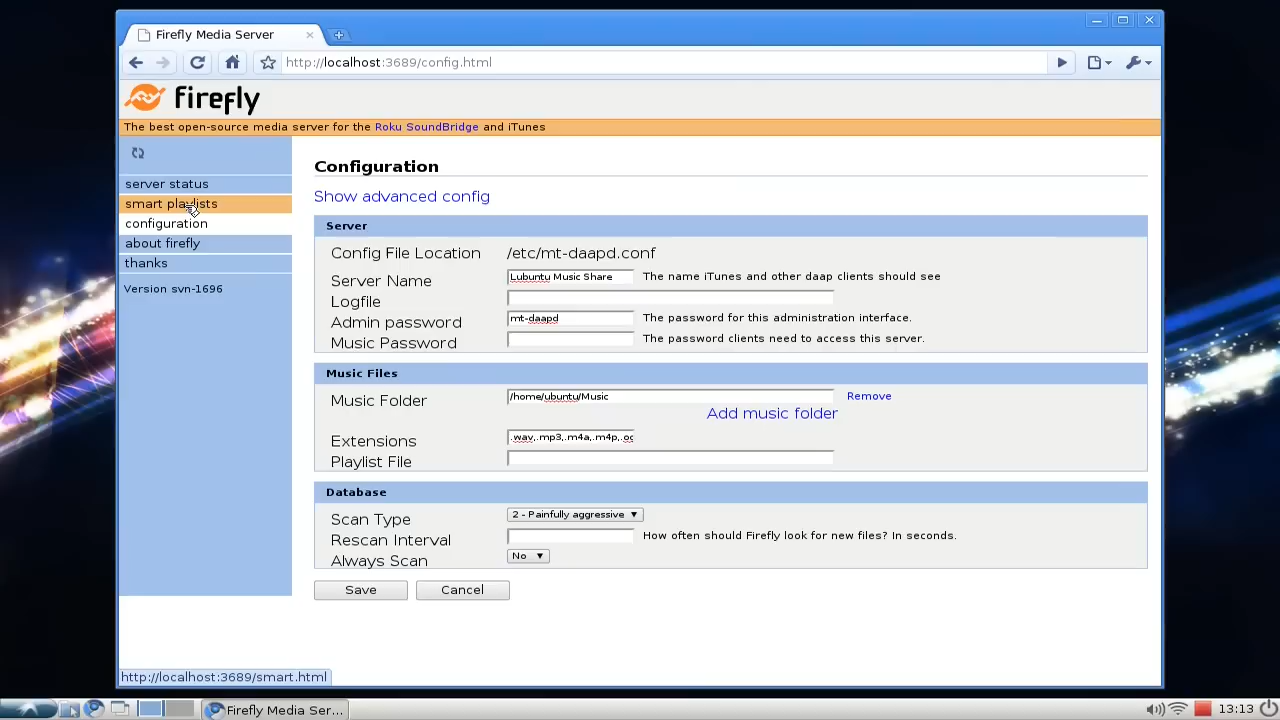 Firefly Media Server
http://localhost:3689/config.html
firefly
The best open-source media server for the Roku SoundBridge and iTunes
server status
smart playlists
configuration
about firefly
thanks
Version svn-1696
Configuration
Show advanced config
Server
Config File Location /etc/mt-daapd.conf
Server Name Lubuntu Music Share The name iTunes and other daap clients should see
Logfile
Admin password mt-daapd The password for this administration interface.
Music Password The password clients need to access this server.
Music Files
Music Folder /home/ubuntu/Music Remove
Add music folder
Extensions .wav,.mp3,.m4a,.m4p,.og
Playlist File
Database
Scan Type 2 - Painfully aggressive
Rescan Interval How often should Firefly look for new files? In seconds.
Always Scan No
Save Cancel
http://localhost:3689/smart.html
Firefly Media Ser... 13:13